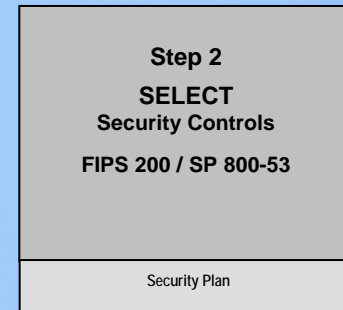 Step 2
SELECT
Security Controls
FIPS 200 / SP 800-53
Security Plan